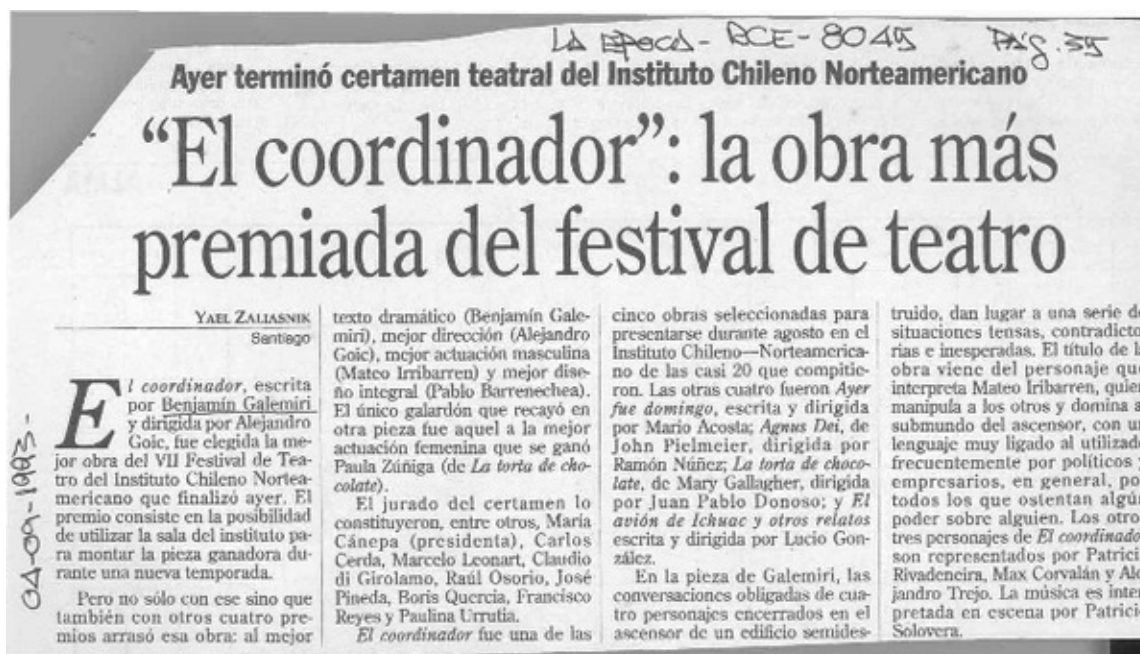 LA EPOCA - ACE - 8045 PÁG. 35
Ayer terminó certamen teatral del Instituto Chileno Norteamericano
“El coordinador”: la obra más
premiada del festival de teatro
YAEL ZALIASNIK
Santiago
El coordinador, escrita
por Benjamín Galemiri
y dirigida por Alejandro
Goic, fue elegida la me-
jor obra del VII Festival de Tea-
tro del Instituto Chileno Nortea-
mericano que finalizó ayer. El
premio consiste en la posibilidad
de utilizar la sala del instituto pa-
ra montar la pieza ganadora du-
rante una nueva temporada.
Pero no sólo con ese sino que
también con otros cuatro pre-
mios arrasó esa obra: al mejor
texto dramático (Benjamín Gale-
miri), mejor dirección (Alejandro
Goic), mejor actuación masculina
(Mateo Irribarren) y mejor dise-
ño integral (Pablo Barrenechea).
El único galardón que recayó en
otra pieza fue aquel a la mejor
actuación femenina que se ganó
Paula Zúñiga (de La torta de cho-
colate).
El jurado del certamen lo
constituyeron, entre otros, María
Cánepa (presidenta), Carlos
Cerda, Marcelo Leonart, Claudio
di Girolamo, Raúl Osorio, José
Pineda, Boris Quercia, Francisco
Reyes y Paulina Urrutia.
El coordinador fue una de las
cinco obras seleccionadas para
presentarse durante agosto en el
Instituto Chileno—Norteamerica-
no de las casi 20 que compitie-
ron. Las otras cuatro fueron Ayer
fue domingo, escrita y dirigida
por Mario Acosta; Agnus Dei, de
John Pielmeier, dirigida por
Ramón Núñez; La torta de choco-
late, de Mary Gallagher, dirigida
por Juan Pablo Donoso; y El
avión de Ichuac y otros relatos
escrita y dirigida por Lucio Gon-
zález.
En la pieza de Galemiri, las
conversaciones obligadas de cua-
tro personajes encerrados en el
ascensor de un edificio semides-
truido, dan lugar a una serie de
situaciones tensas, contradicto-
rias e inesperadas. El título de la
obra viene del personaje que
interpreta Mateo Iribarren, quien
manipula a los otros y domina al
submundo del ascensor, con un
lenguaje muy ligado al utilizado
frecuentemente por políticos y
empresarios, en general, por
todos los que ostentan algún
poder sobre alguien. Los otros
tres personajes de El coordinador
son representados por Patricia
Rivadeneira, Max Corvalán y Ale-
jandro Trejo. La música es inter-
pretada en escena por Patricio
Solovera.
04-09-1993-